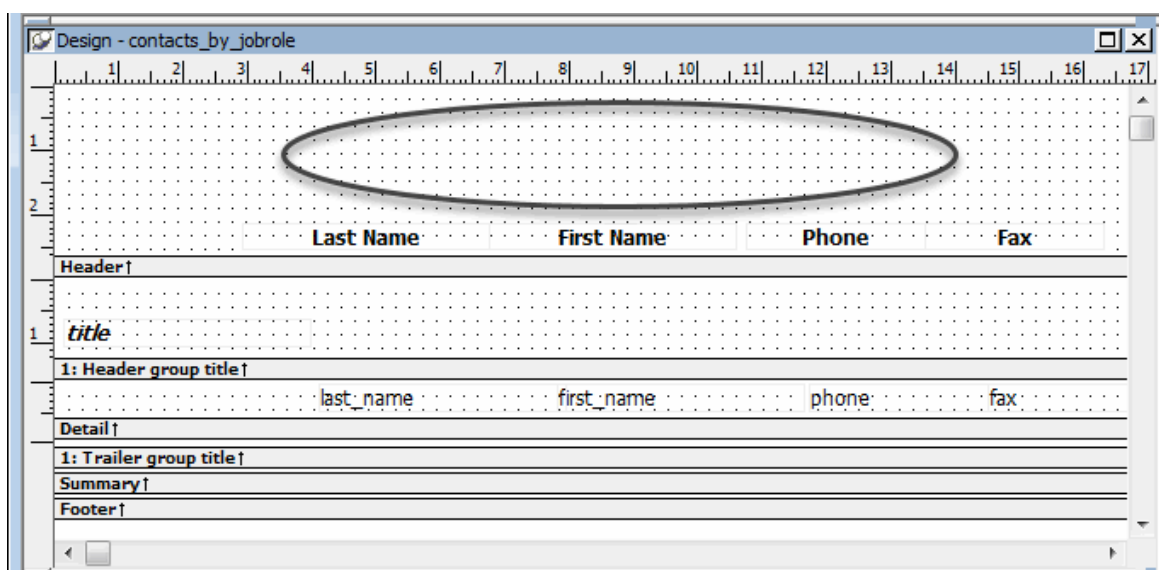 Design - contacts_by_jobrole
1 2 3 4 5 6 7 8 9 10 11 12 13 14 15 16 17
1
2
Last Name First Name Phone Fax
Header↑
1 title
1: Header group title↑
last_name first_name phone fax
Detail↑
1: Trailer group title↑
Summary↑
Footer↑